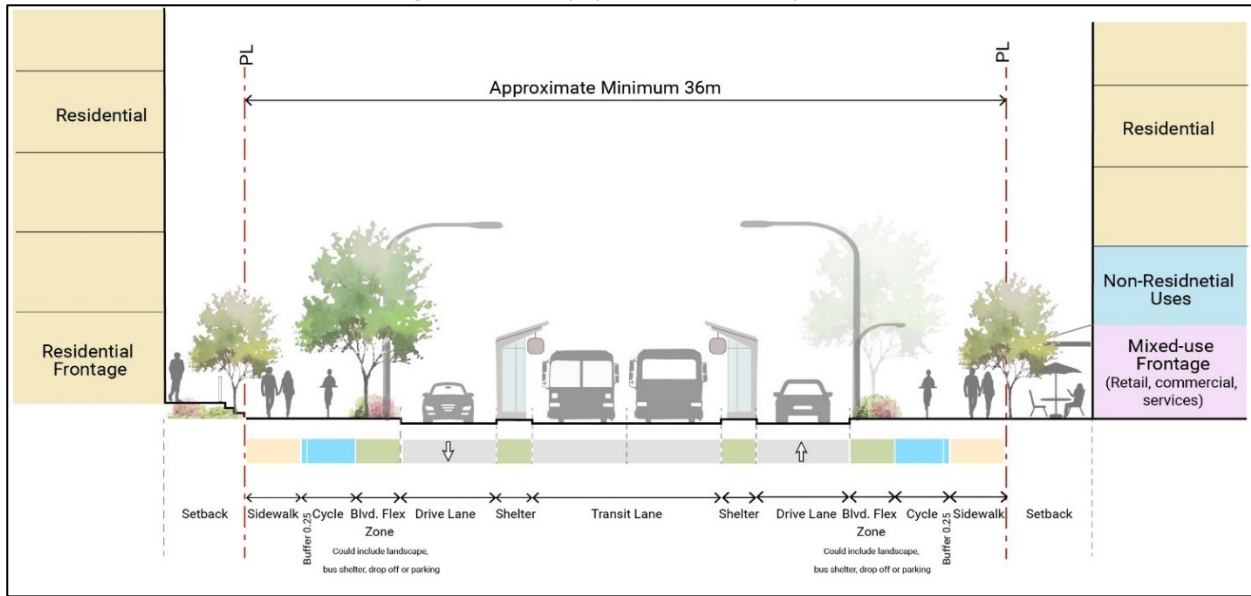 PL
PL
Approximate Minimum 36m
Residential
Residential
Frontage
Residential
Non-Residnetial
Uses
Mixed-use
Frontage
(Retail, commercial,
services)
Setback
Sidewalk
Buffer 0.25
Cycle
Blvd. Flex
Zone
Could include landscape,
bus shelter, drop off or parking
Drive Lane
Shelter
Transit Lane
Shelter
Drive Lane
Blvd. Flex
Zone
Could include landscape,
bus shelter, drop off or parking
Cycle
Buffer 0.25
Sidewalk
Setback